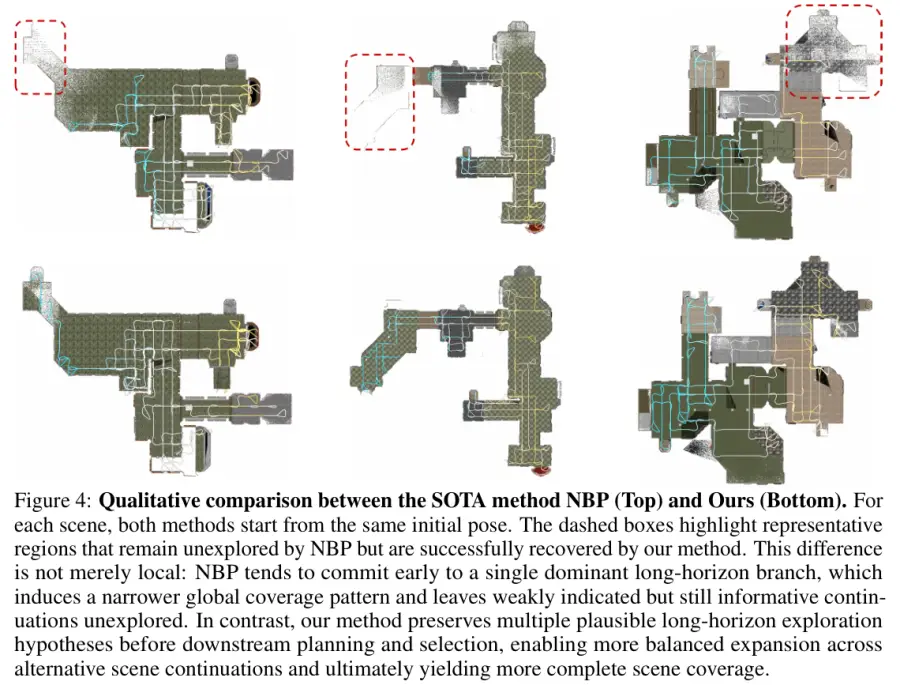 Figure 4: Qualitative comparison between the SOTA method NBP (Top) and Ours (Bottom). For
each scene, both methods start from the same initial pose. The dashed boxes highlight representative
regions that remain unexplored by NBP but are successfully recovered by our method. This difference
is not merely local: NBP tends to commit early to a single dominant long-horizon branch, which
induces a narrower global coverage pattern and leaves weakly indicated but still informative contin-
uations unexplored. In contrast, our method preserves multiple plausible long-horizon exploration
hypotheses before downstream planning and selection, enabling more balanced expansion across
alternative scene continuations and ultimately yielding more complete scene coverage.